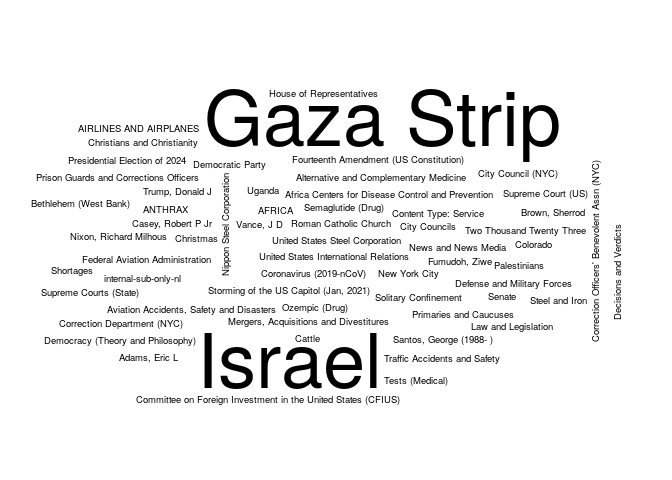 House of Representatives
Gaza Strip
AIRLINES AND AIRPLANES
Christians and Christianity
Presidential Election of 2024
Democratic Party
Fourteenth Amendment (US Constitution)
Prison Guards and Corrections Officers
Alternative and Complementary Medicine
City Council (NYC)
Trump, Donald J
Nippon Steel Corporation
Uganda
Africa Centers for Disease Control and Prevention
Supreme Court (US)
Correction Officers' Benevolent Assn (NYC)
Decisions and Verdicts
Bethlehem (West Bank)
ANTHRAX
AFRICA
Semaglutide (Drug)
Content Type: Service
Brown, Sherrod
Casey, Robert P Jr
Vance, J D
Roman Catholic Church
City Councils
Two Thousand Twenty Three
Nixon, Richard Milhous
Christmas
United States Steel Corporation
News and News Media
Colorado
Federal Aviation Administration
United States International Relations
Fumudoh, Ziwe
Palestinians
Shortages
internal-sub-only-nl
Coronavirus (2019-nCoV)
New York City
Defense and Military Forces
Supreme Courts (State)
Storming of the US Capitol (Jan, 2021)
Solitary Confinement
Senate
Steel and Iron
Aviation Accidents, Safety and Disasters
Ozempic (Drug)
Primaries and Caucuses
Correction Department (NYC)
Mergers, Acquisitions and Divestitures
Law and Legislation
Democracy (Theory and Philosophy)
Cattle
Santos, George (1988- )
Israel
Adams, Eric L
Traffic Accidents and Safety
Tests (Medical)
Committee on Foreign Investment in the United States (CFIUS)